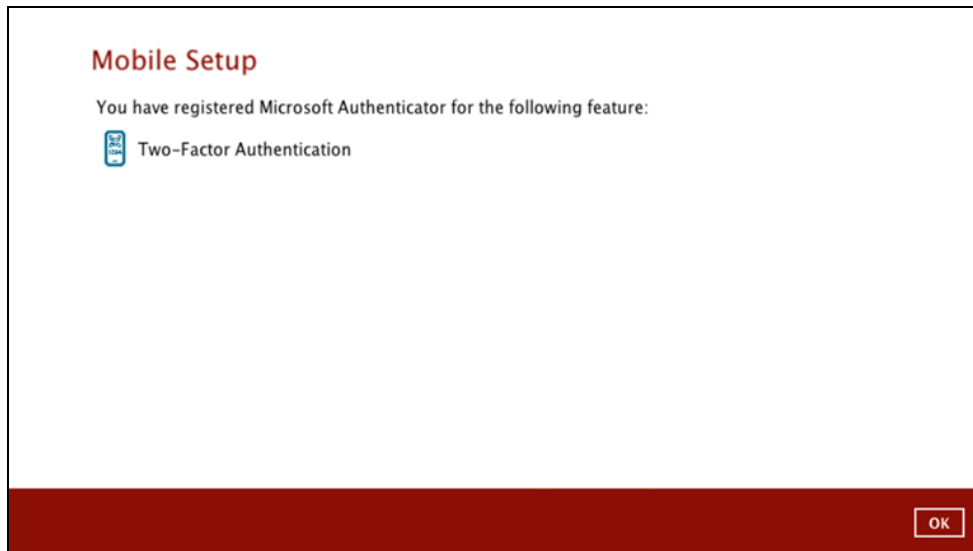 Mobile Setup
You have registered Microsoft Authenticator for the following feature:
Two-Factor Authentication
OK